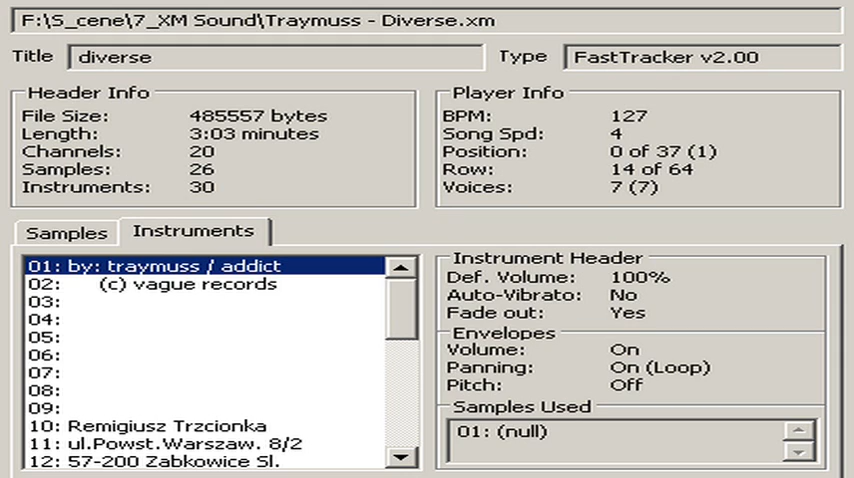 F:\S_cene\7_XM Sound\Traymuss - Diverse.xm
Title diverse Type FastTracker v2.00
Header Info
File Size: 485557 bytes
Length: 3:03 minutes
Channels: 20
Samples: 26
Instruments: 30
Player Info
BPM: 127
Song Spd: 4
Position: 0 of 37 (1)
Row: 14 of 64
Voices: 7 (7)
Samples Instruments
01: by: traymuss / addict
02: (c) vague records
03:
04:
05:
06:
07:
08:
09:
10: Remigiusz Trzcionka
11: ul.Powst.Warszaw. 8/2
12: 57-200 Zabkowice Sl.
Instrument Header
Def. Volume: 100%
Auto-Vibrato: No
Fade out: Yes
Envelopes
Volume: On
Panning: On (Loop)
Pitch: Off
Samples Used
01: (null)